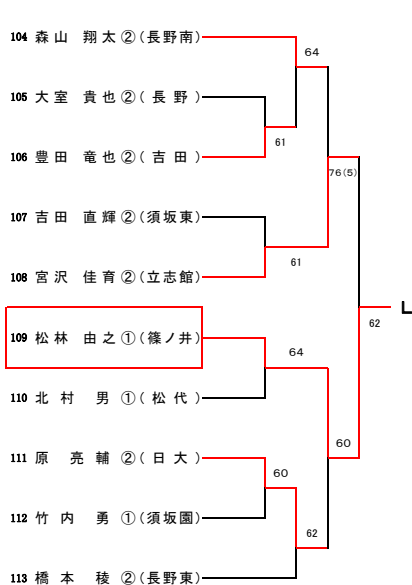 104 森山 翔太②(長野南)
64
105 大室 貴也②(長野)
61
106 豊田 竜也②(吉田)
76(5)
107 吉田 直輝②(須坂東)
61
108 宮沢 佳育②(立志館)
L
62
109 松林 由之①(篠ノ井)
64
110 北村 男①(松代)
60
111 原 亮輔②(日大)
60
112 竹内 勇①(須坂園)
62
113 橋本 稜②(長野東)